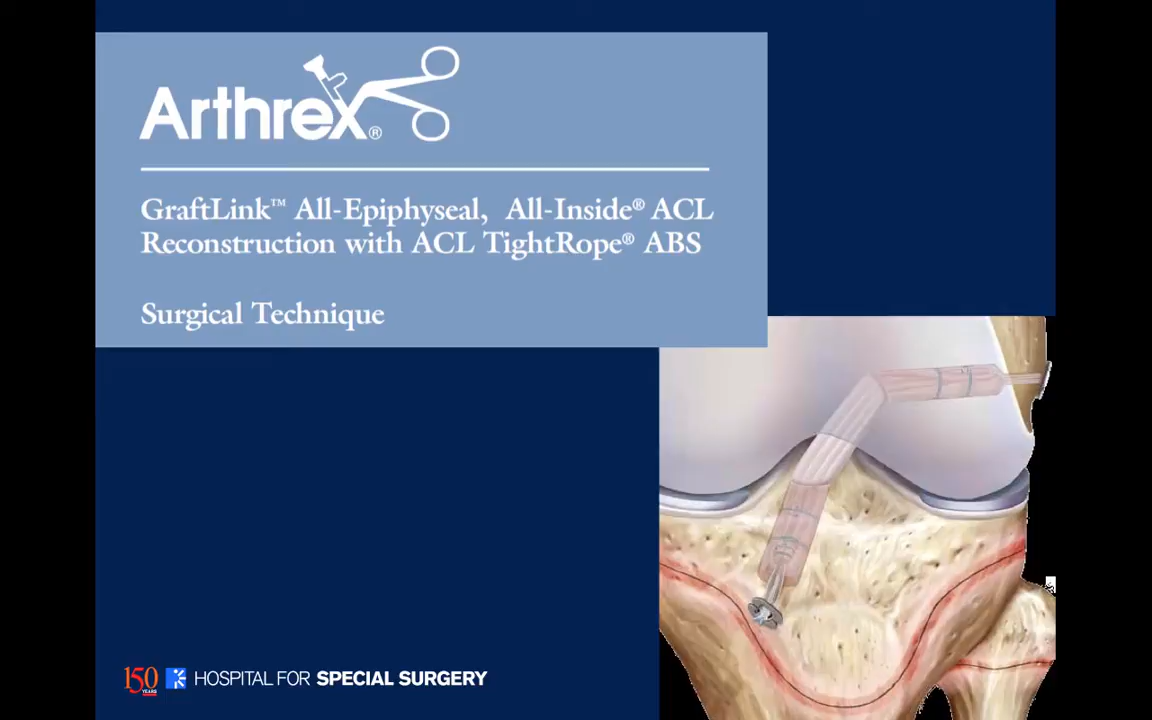 Arthrex®
GraftLink™ All-Epiphyseal, All-Inside® ACL
Reconstruction with ACL TightRope® ABS
Surgical Technique
150 YEARS HOSPITAL FOR SPECIAL SURGERY